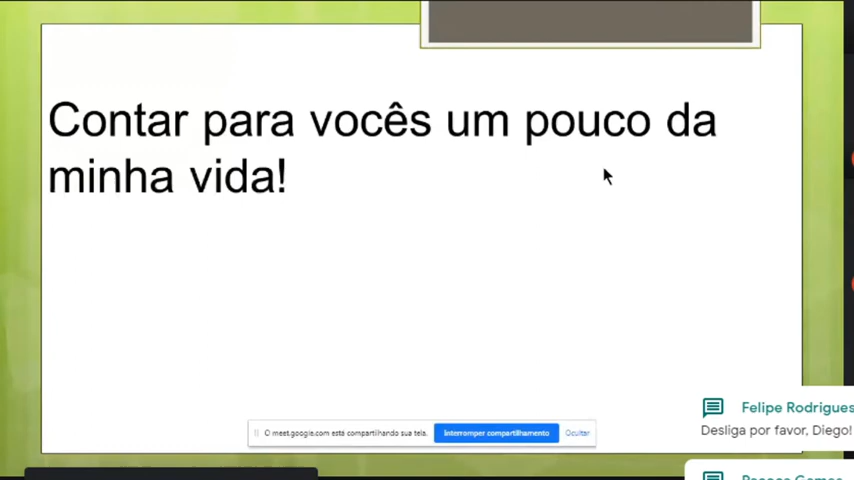 Contar para vocês um pouco da
minha vida!
O meet.google.com está compartilhando sua tela.
Interromper compartilhamento
Ocultar
Felipe Rodrigues
Desliga por favor, Diego!